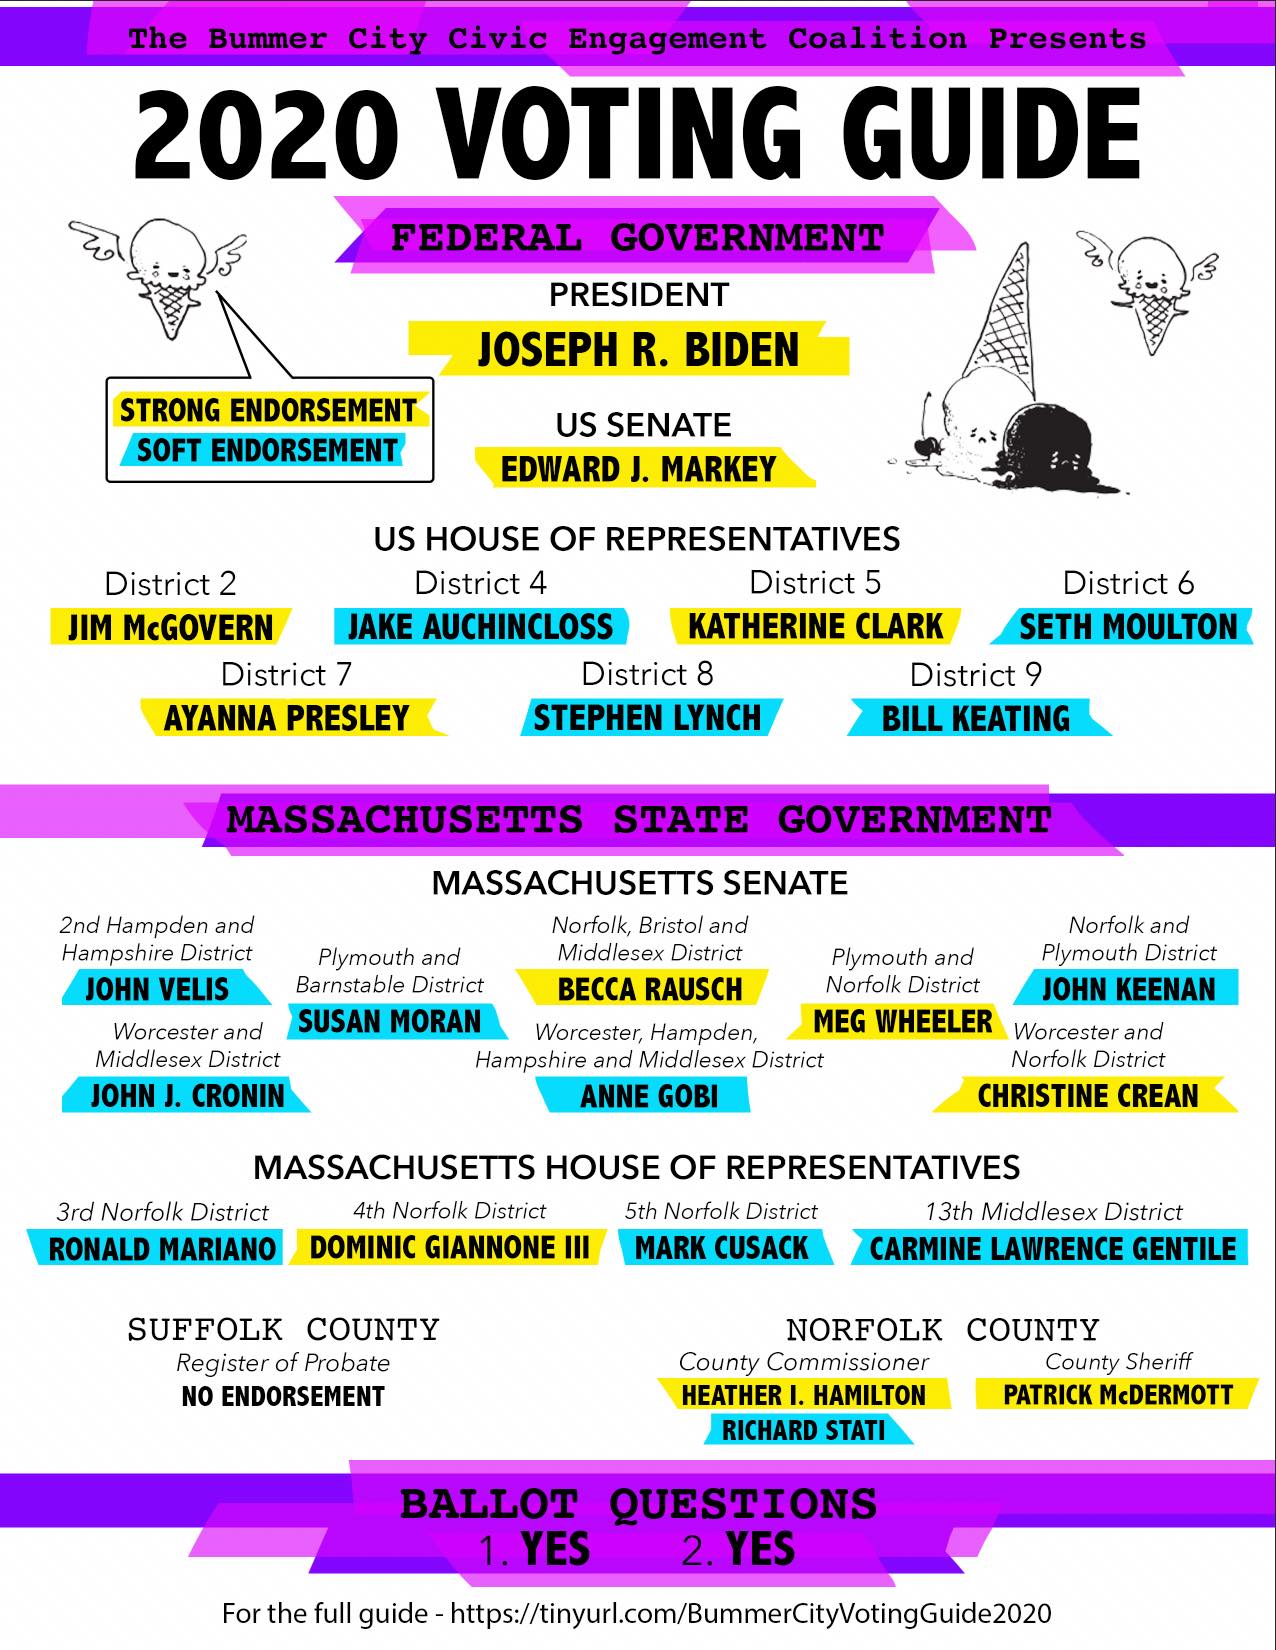 The Bummer City Civic Engagement Coalition Presents
2020 VOTING GUIDE
FEDERAL GOVERNMENT
PRESIDENT
JOSEPH R. BIDEN
STRONG ENDORSEMENT
SOFT ENDORSEMENT
US SENATE
EDWARD J. MARKEY
US HOUSE OF REPRESENTATIVES
District 2
JIM McGOVERN
District 4
JAKE AUCHINCLOSS
District 5
KATHERINE CLARK
District 6
SETH MOULTON
District 7
AYANNA PRESLEY
District 8
STEPHEN LYNCH
District 9
BILL KEATING
MASSACHUSETTS STATE GOVERNMENT
MASSACHUSETTS SENATE
2nd Hampden and
Hampshire District
JOHN VELIS
Plymouth and
Barnstable District
SUSAN MORAN
Norfolk, Bristol and
Middlesex District
BECCA RAUSCH
Plymouth and
Norfolk District
MEG WHEELER
Norfolk and
Plymouth District
JOHN KEENAN
Worcester and
Middlesex District
JOHN J. CRONIN
Worcester, Hampden,
Hampshire and Middlesex District
ANNE GOBI
Worcester and
Norfolk District
CHRISTINE CREAN
MASSACHUSETTS HOUSE OF REPRESENTATIVES
3rd Norfolk District
RONALD MARIANO
4th Norfolk District
DOMINIC GIANNONE III
5th Norfolk District
MARK CUSACK
13th Middlesex District
CARMINE LAWRENCE GENTILE
SUFFOLK COUNTY
Register of Probate
NO ENDORSEMENT
NORFOLK COUNTY
County Commissioner
HEATHER I. HAMILTON
RICHARD STATI
County Sheriff
PATRICK McDERMOTT
BALLOT QUESTIONS
1. YES 2. YES
For the full guide - https://tinyurl.com/BummerCityVotingGuide2020